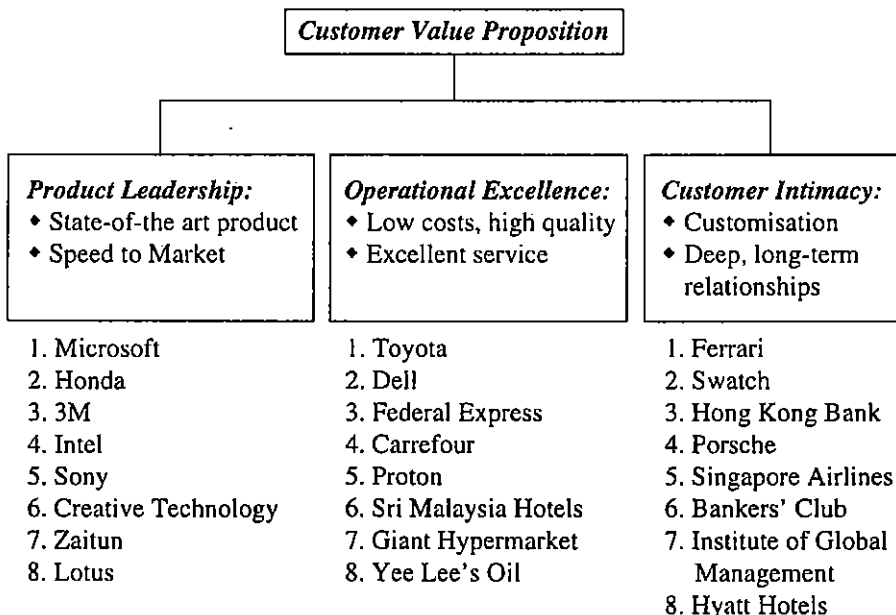 Customer Value Proposition
Product Leadership:
◆ State-of-the art product
◆ Speed to Market
Operational Excellence:
◆ Low costs, high quality
◆ Excellent service
Customer Intimacy:
◆ Customisation
◆ Deep, long-term
relationships
1. Microsoft
2. Honda
3. 3M
4. Intel
5. Sony
6. Creative Technology
7. Zaitun
8. Lotus
1. Toyota
2. Dell
3. Federal Express
4. Carrefour
5. Proton
6. Sri Malaysia Hotels
7. Giant Hypermarket
8. Yee Lee's Oil
1. Ferrari
2. Swatch
3. Hong Kong Bank
4. Porsche
5. Singapore Airlines
6. Bankers' Club
7. Institute of Global
Management
8. Hyatt Hotels